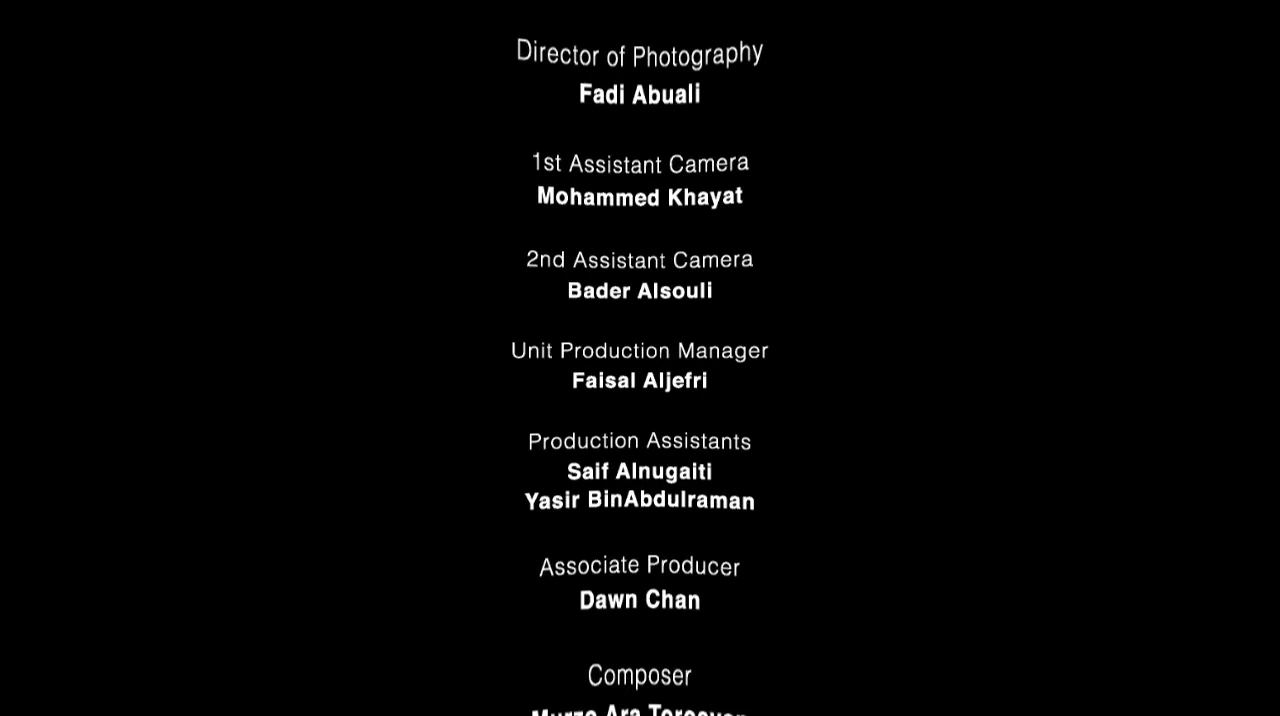 Director of Photography
Fadi Abuali
1st Assistant Camera
Mohammed Khayat
2nd Assistant Camera
Bader Alsouli
Unit Production Manager
Faisal Aljefri
Production Assistants
Saif Alnugaiti
Yasir BinAbdulraman
Associate Producer
Dawn Chan
Composer
Ara